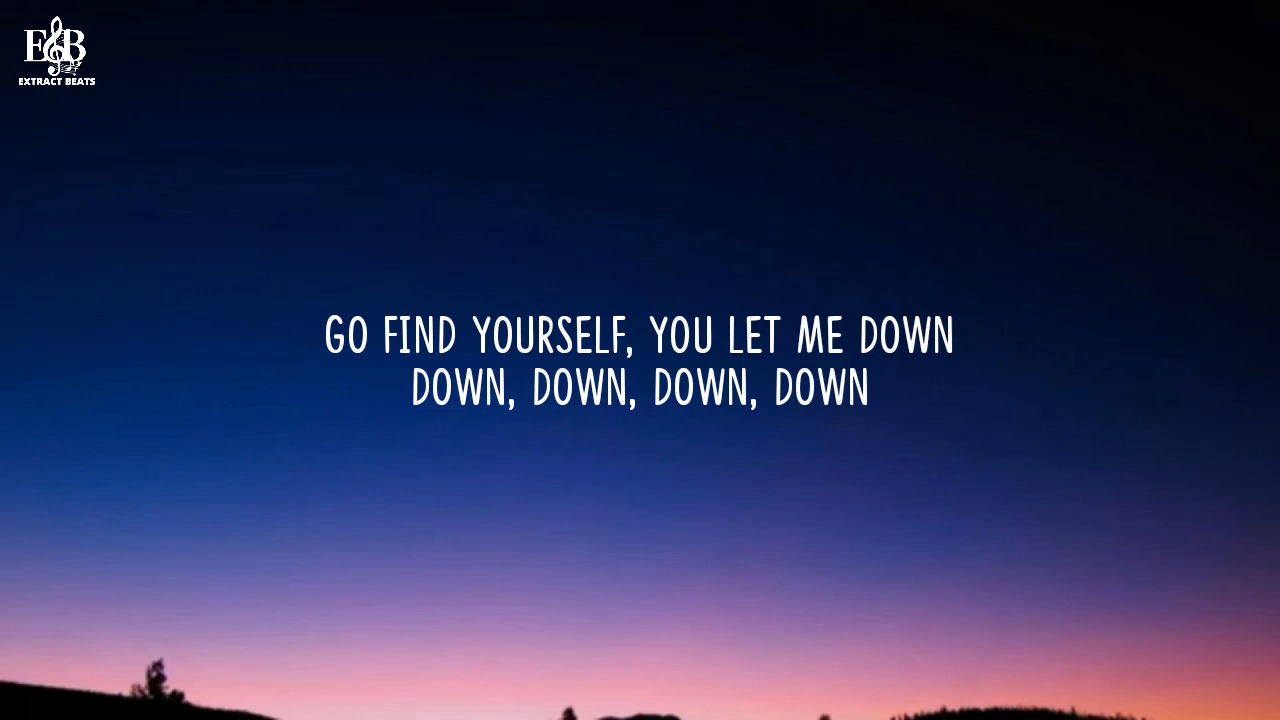 E B
EXTRACT BEATS
GO FIND YOURSELF, YOU LET ME DOWN
DOWN, DOWN, DOWN, DOWN